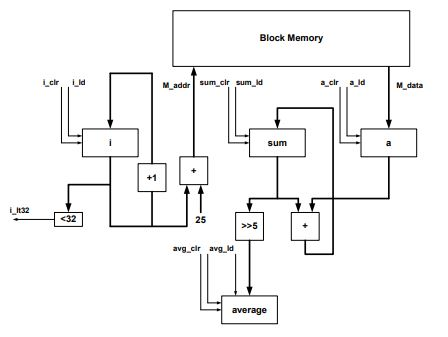 Block Memory
i_clr i_ld
M_addr
sum_clr sum_ld
a_clr a_ld
M_data
i
sum
a
+1
+
<32
i_lt32
25
>>5
+
avg_clr avg_ld
average